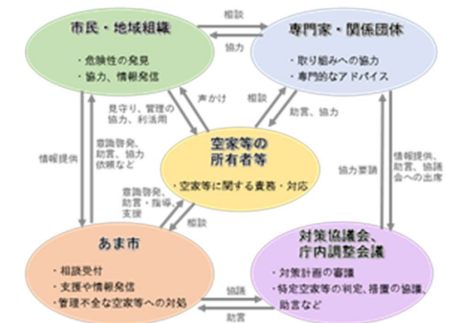 相談
市民・地域組織
専門家・関係団体
協力
・危険性の発見
・協力、情報発信
・取り組みへの協力
・専門的なアドバイス
見守り、管理の
協力、利活用
声かけ
相談
助言、協力
空家等の
所有者等
・空家等に関する責務・対応
情報提供
意識啓発、
助言、協力
依頼など
協力要請
情報提供、
助言、協議
会への出席
意識啓発、
助言・指導、
支援
相談
あま市
・相談受付
・支援や情報発信
・管理不全な空家等への対処
対策協議会、
庁内調整会議
・対策計画の審議
・特定空家等の判定、措置の協議、
助言など
協議
助言